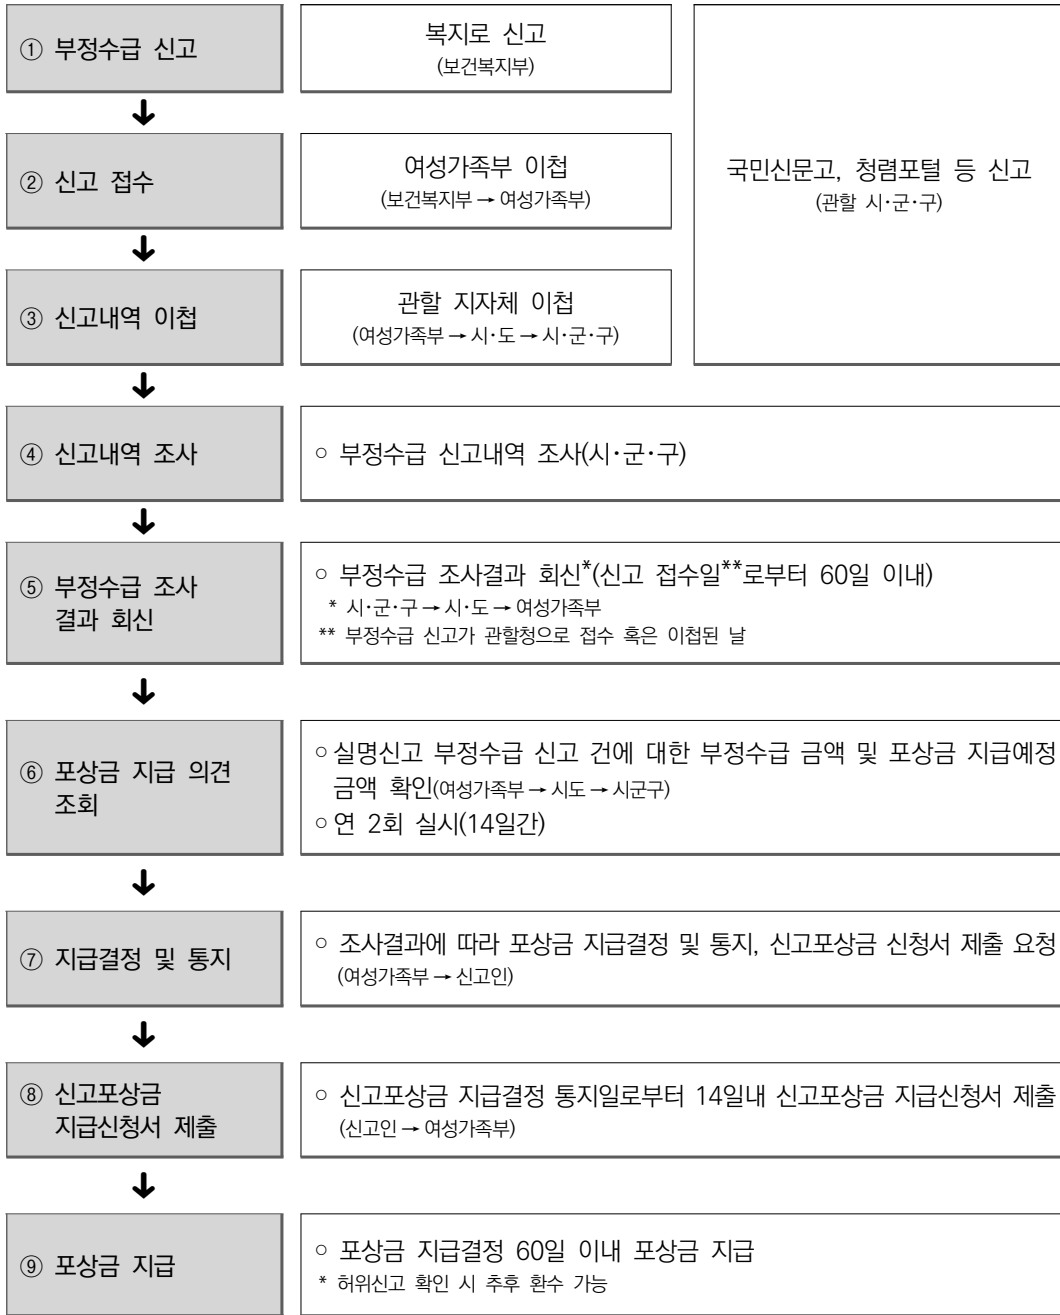 ① 부정수급 신고
복지로 신고
(보건복지부)
② 신고 접수
여성가족부 이첩
(보건복지부 → 여성가족부)
국민신문고, 청렴포털 등 신고
(관할 시·군·구)
③ 신고내역 이첩
관할 지자체 이첩
(여성가족부 → 시·도 → 시·군·구)
④ 신고내역 조사
○ 부정수급 신고내역 조사(시·군·구)
⑤ 부정수급 조사
결과 회신
○ 부정수급 조사결과 회신*(신고 접수일**로부터 60일 이내)
* 시·군·구 → 시·도 → 여성가족부
** 부정수급 신고가 관할청으로 접수 혹은 이첩된 날
⑥ 포상금 지급 의견
조회
○ 실명신고 부정수급 신고 건에 대한 부정수급 금액 및 포상금 지급예정
금액 확인(여성가족부 → 시도 → 시군구)
○ 연 2회 실시(14일간)
⑦ 지급결정 및 통지
○ 조사결과에 따라 포상금 지급결정 및 통지, 신고포상금 신청서 제출 요청
(여성가족부 → 신고인)
⑧ 신고포상금
지급신청서 제출
○ 신고포상금 지급결정 통지일로부터 14일내 신고포상금 지급신청서 제출
(신고인 → 여성가족부)
⑨ 포상금 지급
○ 포상금 지급결정 60일 이내 포상금 지급
* 허위신고 확인 시 추후 환수 가능